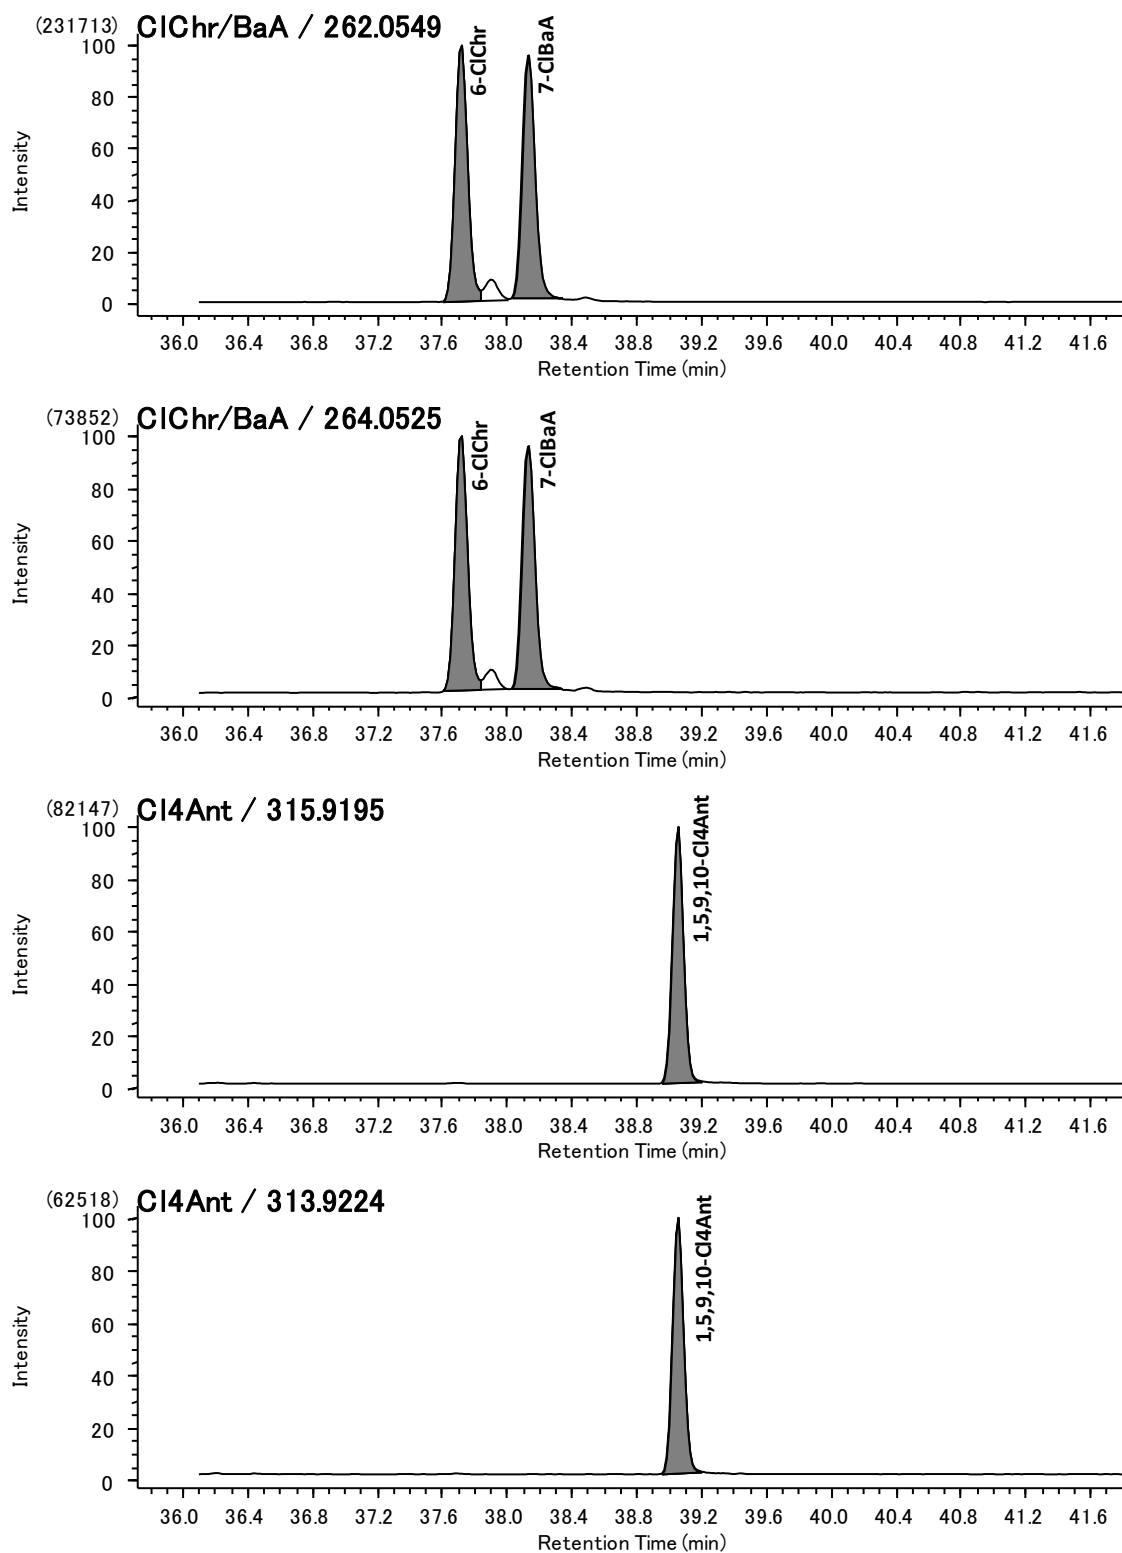 (231713) ClChr/BaA / 262.0549
100
80
60
40
20
0
Intensity
6-ClChr
7-ClBaA
36.0 36.4 36.8 37.2 37.6 38.0 38.4 38.8 39.2 39.6 40.0 40.4 40.8 41.2 41.6
Retention Time (min)
(73852) ClChr/BaA / 264.0525
100
80
60
40
20
0
Intensity
6-ClChr
7-ClBaA
36.0 36.4 36.8 37.2 37.6 38.0 38.4 38.8 39.2 39.6 40.0 40.4 40.8 41.2 41.6
Retention Time (min)
(82147) Cl4Ant / 315.9195
100
80
60
40
20
0
Intensity
1,5,9,10-Cl4Ant
36.0 36.4 36.8 37.2 37.6 38.0 38.4 38.8 39.2 39.6 40.0 40.4 40.8 41.2 41.6
Retention Time (min)
(62518) Cl4Ant / 313.9224
100
80
60
40
20
0
Intensity
1,5,9,10-Cl4Ant
36.0 36.4 36.8 37.2 37.6 38.0 38.4 38.8 39.2 39.6 40.0 40.4 40.8 41.2 41.6
Retention Time (min)